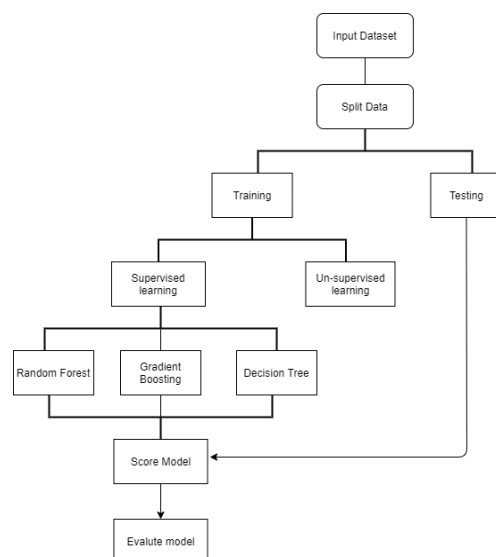 Input Dataset
Split Data
Training
Testing
Supervised
learning
Un-supervised
learning
Random Forest
Gradient
Boosting
Decision Tree
Score Model
Evalute model